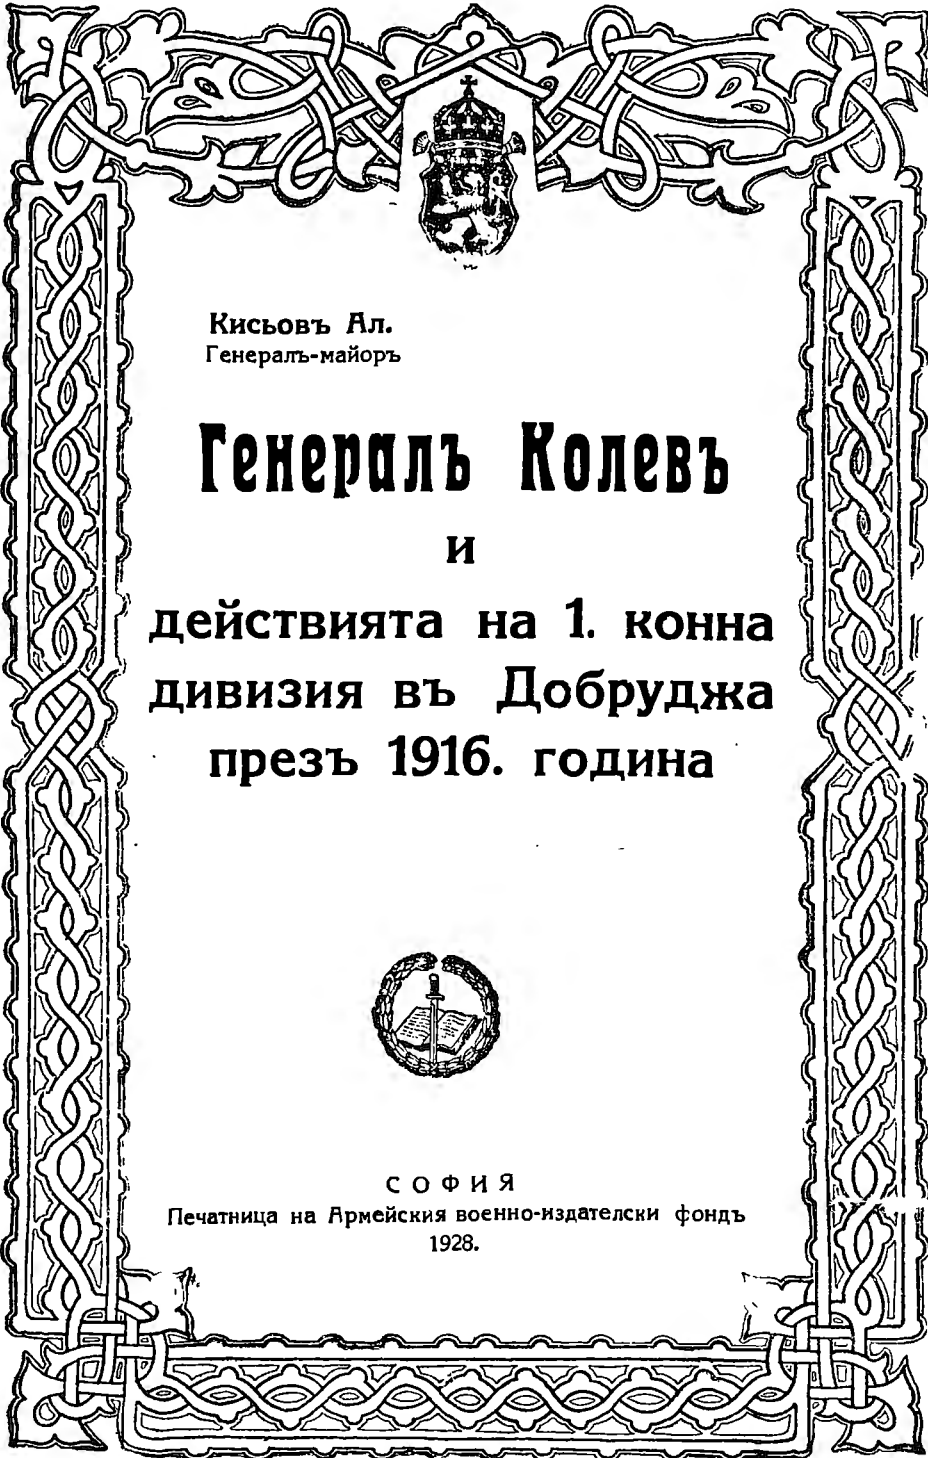 Кисьовъ Ал.
Генералъ-майоръ
Генералъ Колевъ
и
действията на 1. конна
дивизия въ Добруджа
презъ 1916. година
СОФИЯ
Печатница на Армейския военно-издателски фондъ
1928.